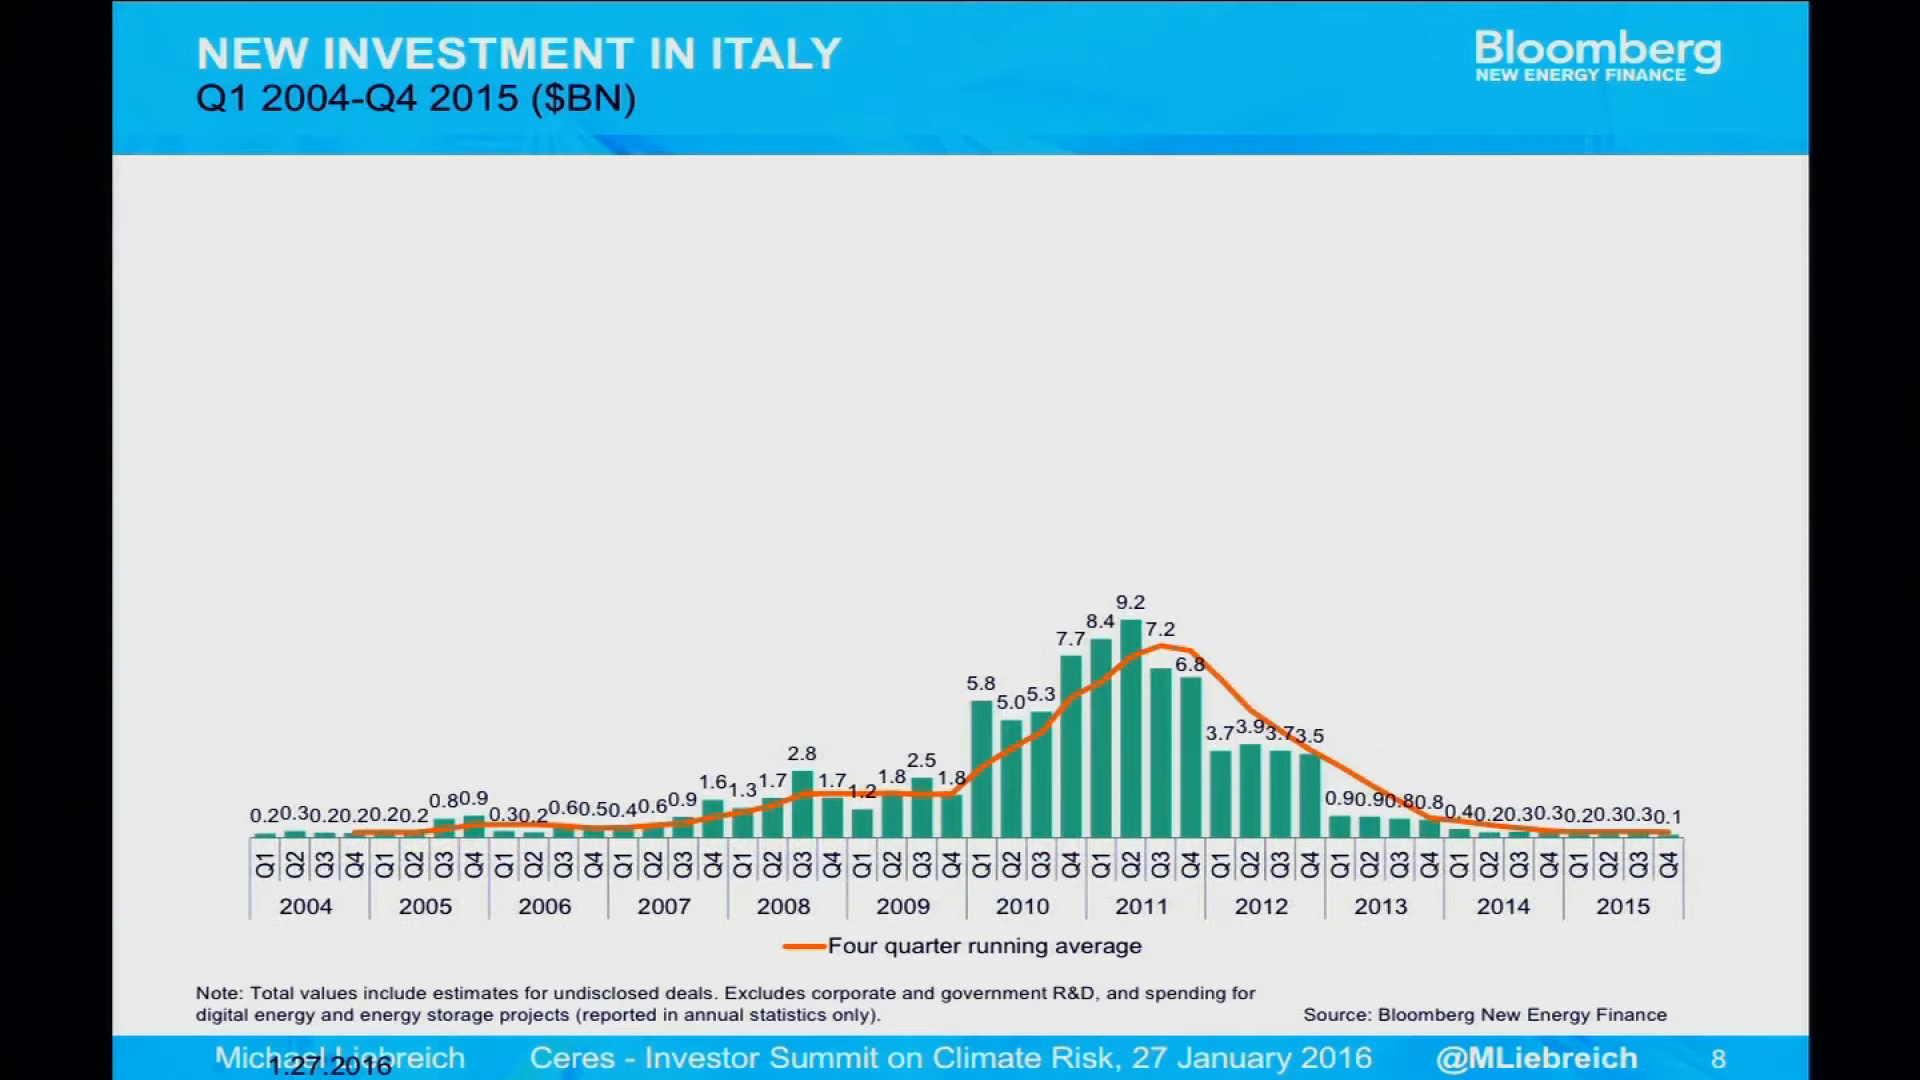 NEW INVESTMENT IN ITALY
Q1 2004-Q4 2015 ($BN)
Bloomberg
NEW ENERGY FINANCE
0.2 0.3 0.2 0.2 0.2 0.2 0.8 0.9 0.3 0.2 0.6 0.5 0.4 0.6 0.9 1.6 1.3 1.7 2.8 1.7 1.2 1.8 2.5 1.8 5.8 5.0 5.3 7.7 8.4 9.2 7.2 6.8 3.7 3.9 3.7 3.5 0.9 0.9 0.8 0.8 0.4 0.2 0.3 0.3 0.2 0.3 0.3 0.1
Q1 Q2 Q3 Q4 Q1 Q2 Q3 Q4 Q1 Q2 Q3 Q4 Q1 Q2 Q3 Q4 Q1 Q2 Q3 Q4 Q1 Q2 Q3 Q4 Q1 Q2 Q3 Q4 Q1 Q2 Q3 Q4 Q1 Q2 Q3 Q4 Q1 Q2 Q3 Q4 Q1 Q2 Q3 Q4 Q1 Q2 Q3 Q4
2004 2005 2006 2007 2008 2009 2010 2011 2012 2013 2014 2015
Four quarter running average
Note: Total values include estimates for undisclosed deals. Excludes corporate and government R&D, and spending for
digital energy and energy storage projects (reported in annual statistics only).
Source: Bloomberg New Energy Finance
Michael Liebreich Ceres - Investor Summit on Climate Risk, 27 January 2016 @MLiebreich 8
1.27.2016